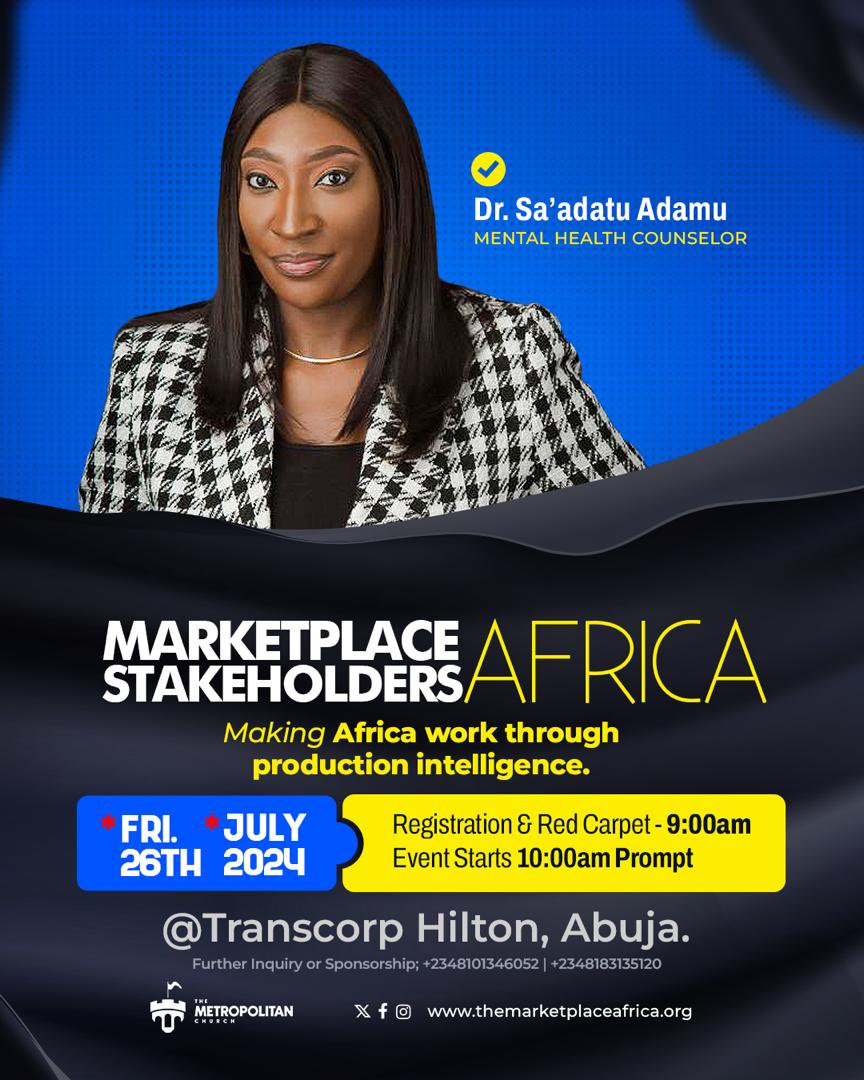 Dr. Sa’adatu Adamu
MENTAL HEALTH COUNSELOR
MARKETPLACE
STAKEHOLDERS AFRICA
Making Africa work through
production intelligence.
*FRI. *JULY
26TH 2024
Registration & Red Carpet - 9:00am
Event Starts 10:00am Prompt
@Transcorp Hilton, Abuja.
Further Inquiry or Sponsorship; +2348101346052 | +2348183135120
THE
METROPOLITAN
CHURCH
www.themarketplaceafrica.org